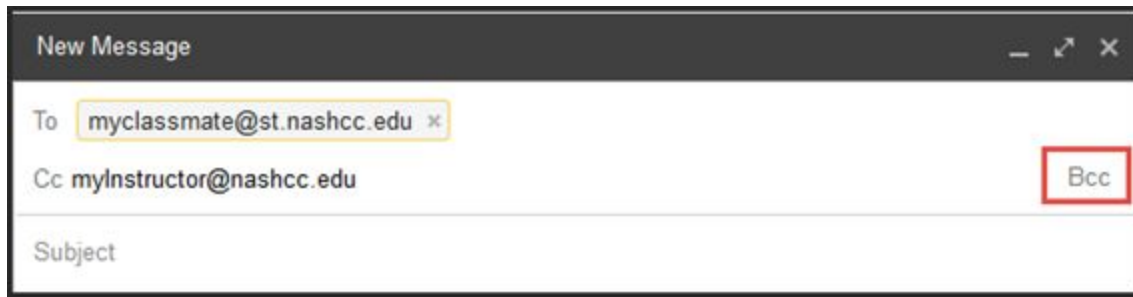 New Message
To myclassmate@st.nashcc.edu ×
Cc myInstructor@nashcc.edu Bcc
Subject